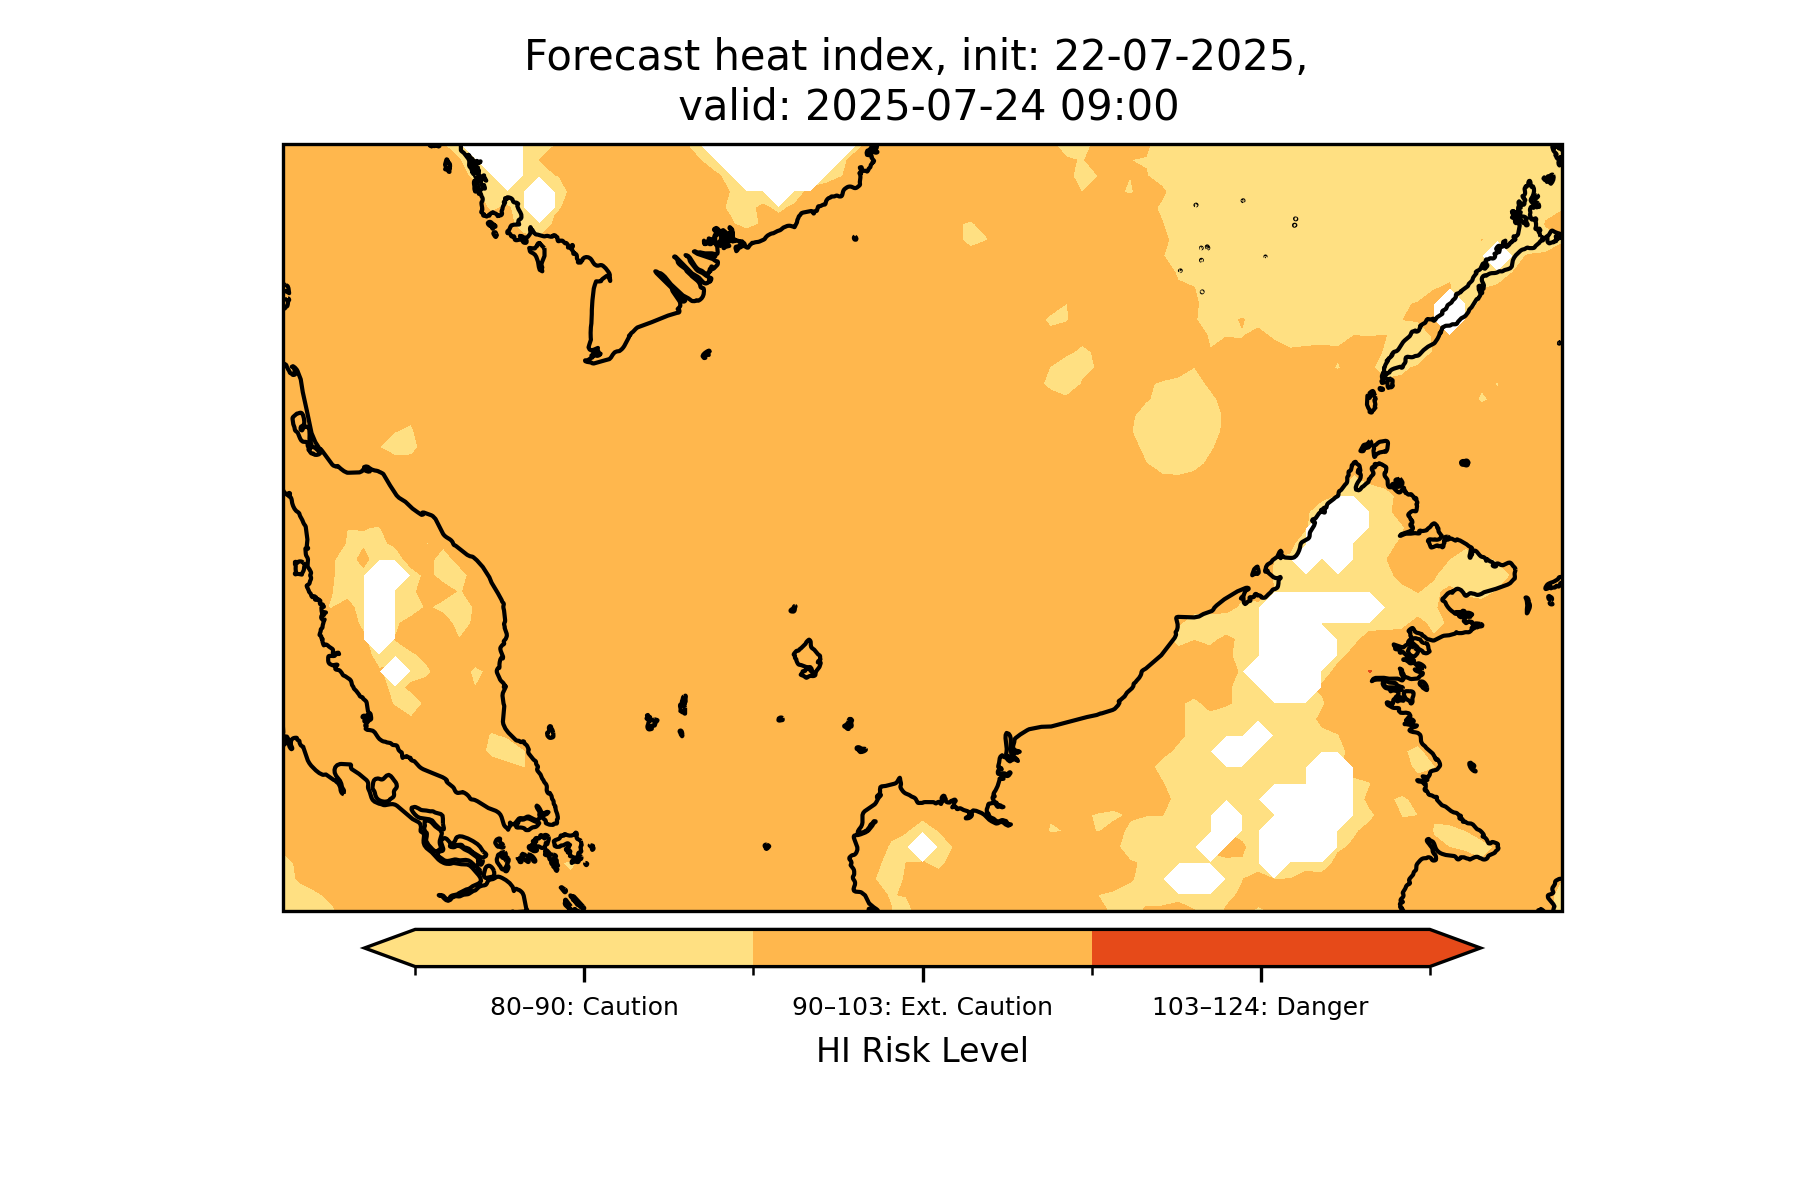 Forecast heat index, init: 22-07-2025,
valid: 2025-07-24 09:00
80–90: Caution
90–103: Ext. Caution
103–124: Danger
HI Risk Level